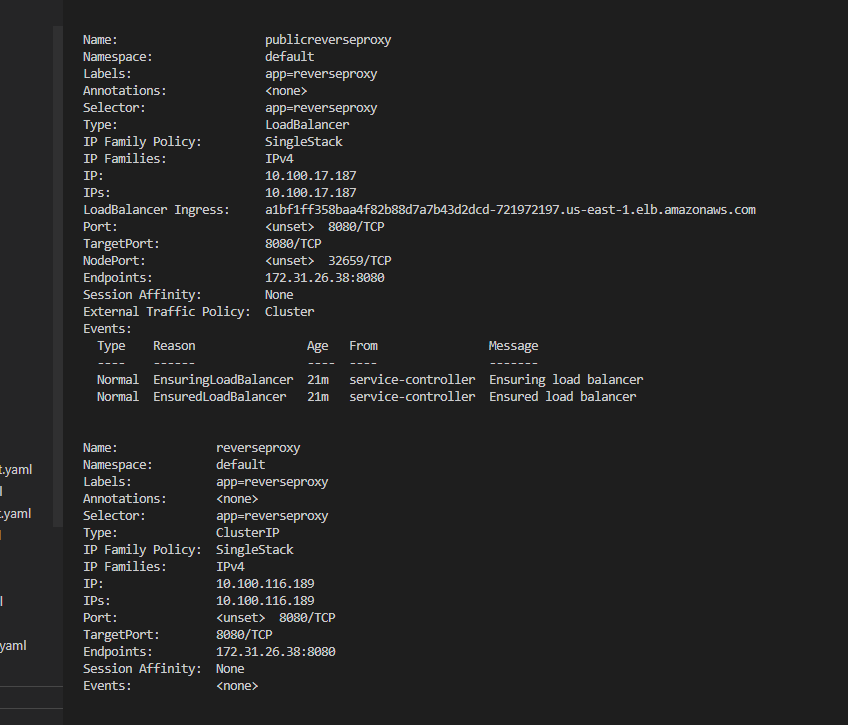 Name:                     publicreverseproxy
Namespace:                default
Labels:                   app=reverseproxy
Annotations:              <none>
Selector:                 app=reverseproxy
Type:                     LoadBalancer
IP Family Policy:         SingleStack
IP Families:              IPv4
IP:                       10.100.17.187
IPs:                      10.100.17.187
LoadBalancer Ingress:     a1bf1ff358baa4f82b88d7a7b43d2dcd-721972197.us-east-1.elb.amazonaws.com
Port:                     <unset>  8080/TCP
TargetPort:               8080/TCP
NodePort:                 <unset>  32659/TCP
Endpoints:                172.31.26.38:8080
Session Affinity:         None
External Traffic Policy:  Cluster
Events:
  Type    Reason                Age   From                Message
  ----    ------                ----  ----                -------
  Normal  EnsuringLoadBalancer  21m   service-controller  Ensuring load balancer
  Normal  EnsuredLoadBalancer   21m   service-controller  Ensured load balancer
Name:              reverseproxy
Namespace:         default
Labels:            app=reverseproxy
Annotations:       <none>
Selector:          app=reverseproxy
Type:              ClusterIP
IP Family Policy:  SingleStack
IP Families:       IPv4
IP:                10.100.116.189
IPs:               10.100.116.189
Port:              <unset>  8080/TCP
TargetPort:        8080/TCP
Endpoints:         172.31.26.38:8080
Session Affinity:  None
Events:            <none>
t.yaml
l
t.yaml
l
l
yaml